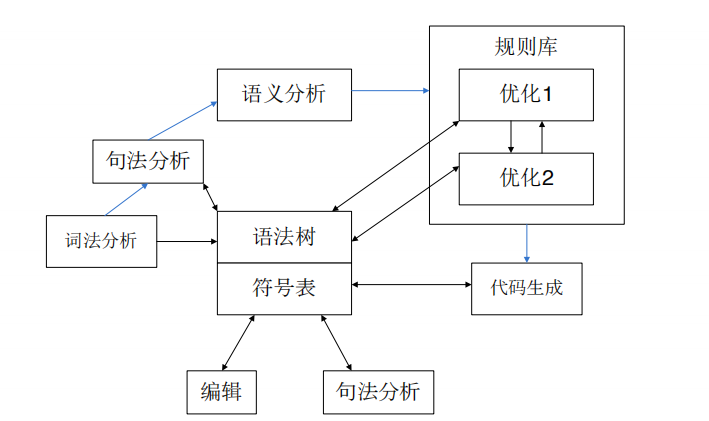 规则库
语义分析
优化1
句法分析
优化2
词法分析
语法树
符号表
代码生成
编辑
句法分析